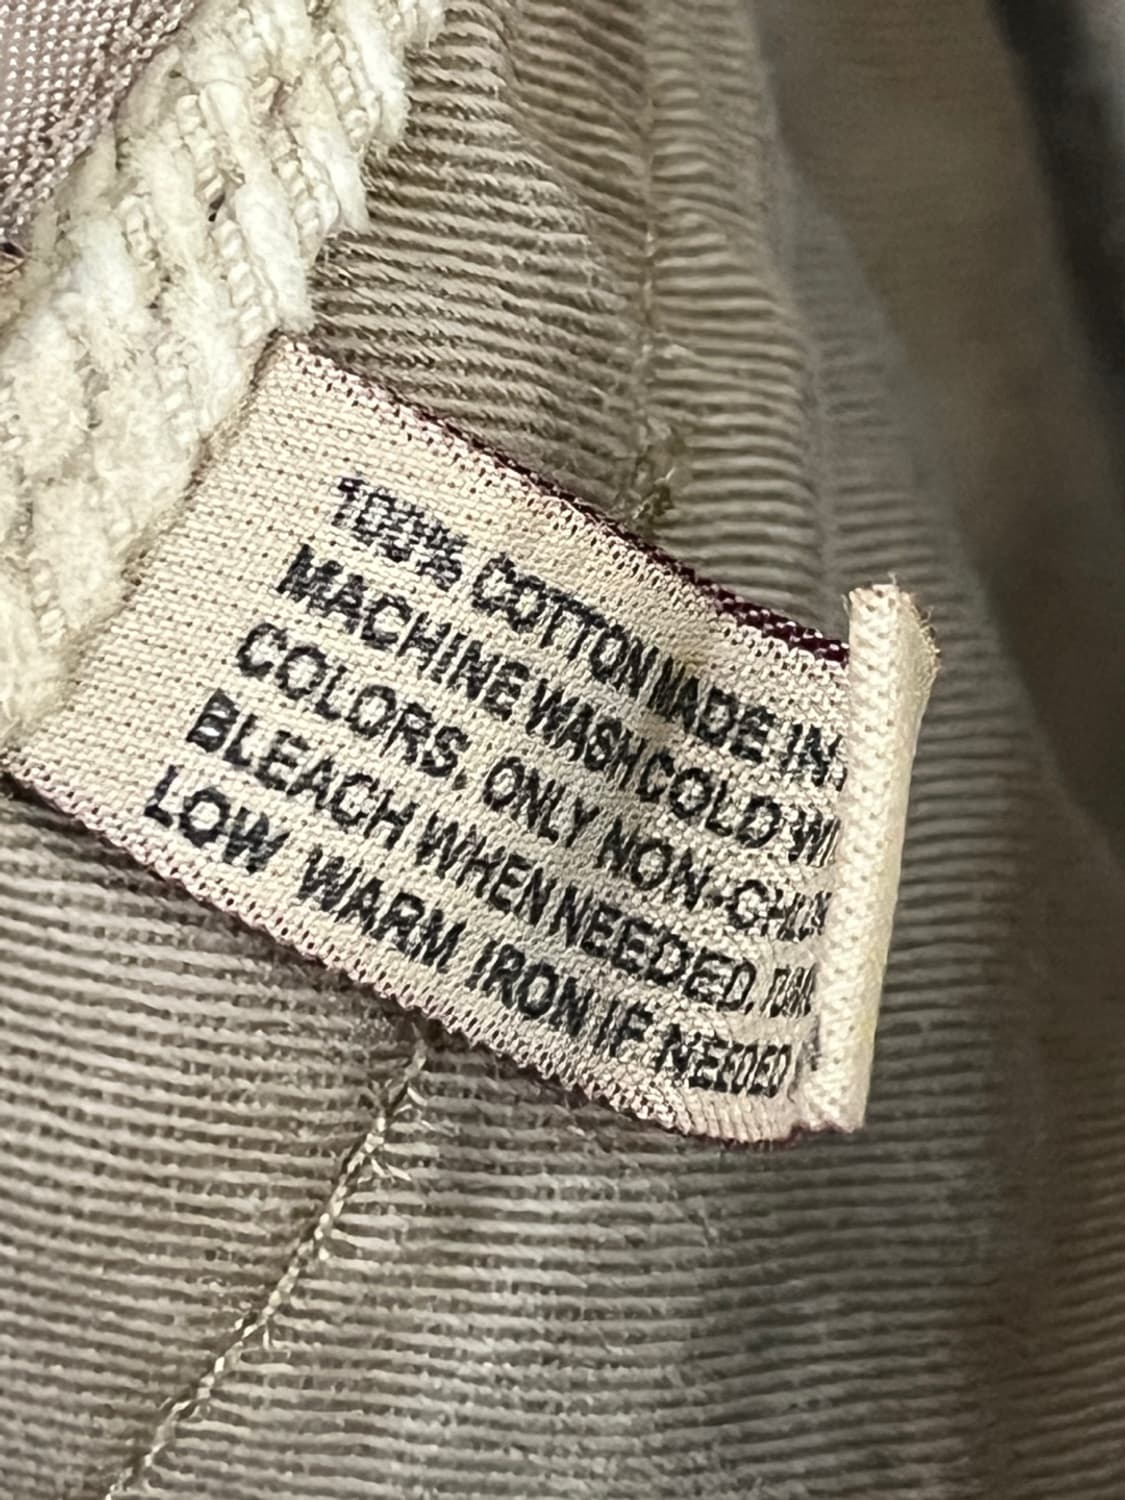 100% COTTON MADE IN
MACHINE WASH COLD WI
COLORS, ONLY NON-CHL
BLEACH WHEN NEEDED.
LOW WARM IRON IF NEEDED